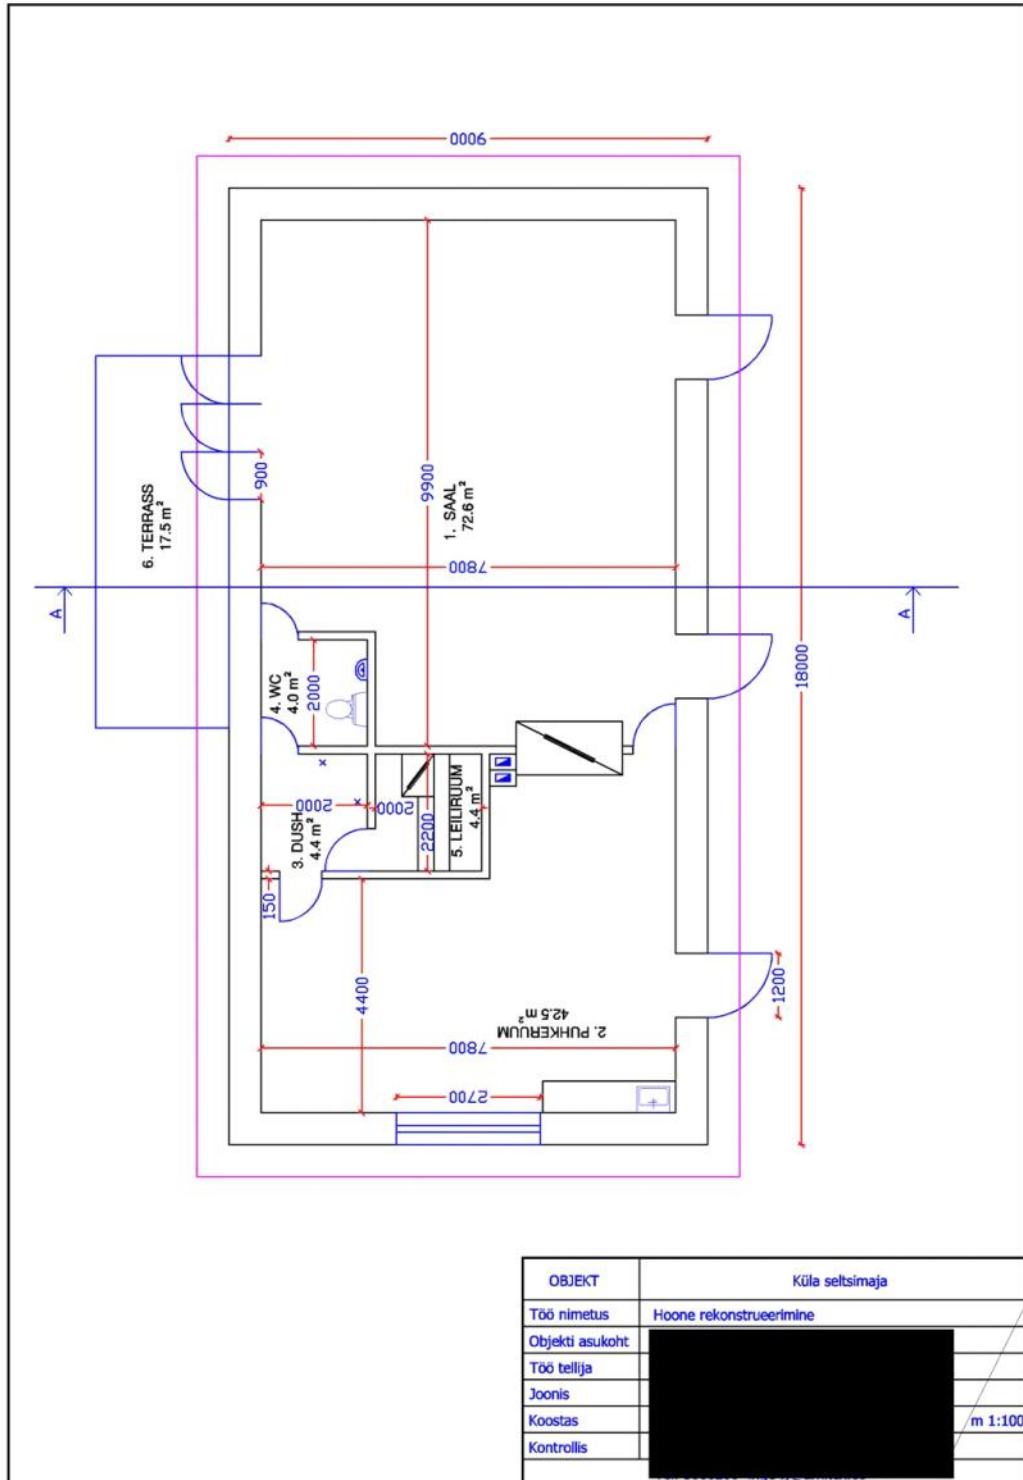 9000
900
6. TERRASS
17.5 m²
9900
1. SAAL
72.6 m²
7800
A
A
18000
4. WC
4.0 m²
2000
2000
2000
3. DUSH
4.4 m²
2200
5. LEILIRUUM
4.4 m²
150
4400
1200
2. PUHKERUUM
42.5 m²
7800
2700
OBJEKT
Küla seltsimaja
Töö nimetus
Hoone rekonstrueerimine
Objekti asukoht
Töö tellija
Joonis
Koostas
m 1:100
Kontrollis